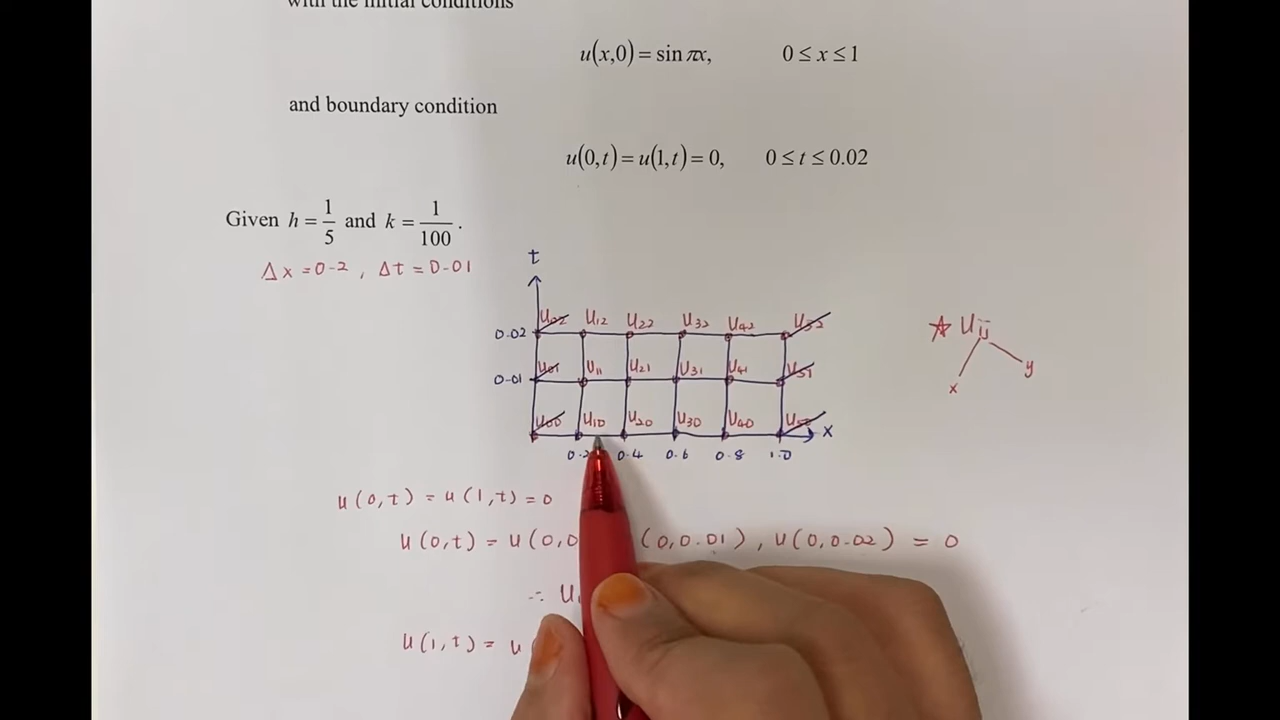 with the initial conditions
u(x,0) = sin πx, 0 ≤ x ≤ 1
and boundary condition
u(0,t) = u(1,t) = 0, 0 ≤ t ≤ 0.02
Given h = 1/5 and k = 1/100.
Δx = 0.2, Δt = 0.01
t
0.02 U02 U12 U22 U32 U42 U52
0.01 U01 U11 U21 U31 U41 U51
U00 U10 U20 U30 U40 U50 x
0.2 0.4 0.6 0.8 1.0
☆ Uij
x y
u(0,t) = u(1,t) = 0
u(0,t) = u(0,0 (0,0.01), u(0,0.02) = 0
∴ U
u(1,t) = u